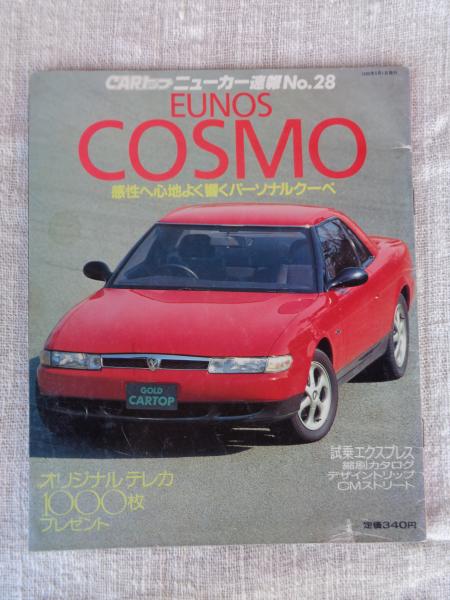 CARトップ ニューカー速報No.28
EUNOS
COSMO
感性へ心地よく響くパーソナルクーペ
GOLD
CARTOP
試乗エクスプレス
縮刷カタログ
デザイントリップ
CMストリート
オリジナルテレカ
1000枚
プレゼント
定価340円